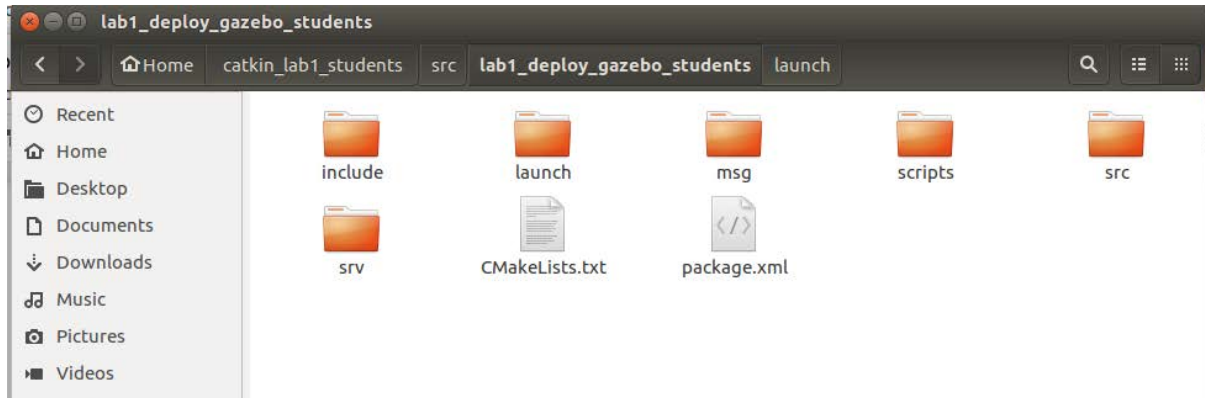 lab1_deploy_gazebo_students
Home catkin_lab1_students src lab1_deploy_gazebo_students launch
Recent
Home
Desktop
Documents
Downloads
Music
Pictures
Videos
include launch msg scripts src
srv CMakeLists.txt package.xml